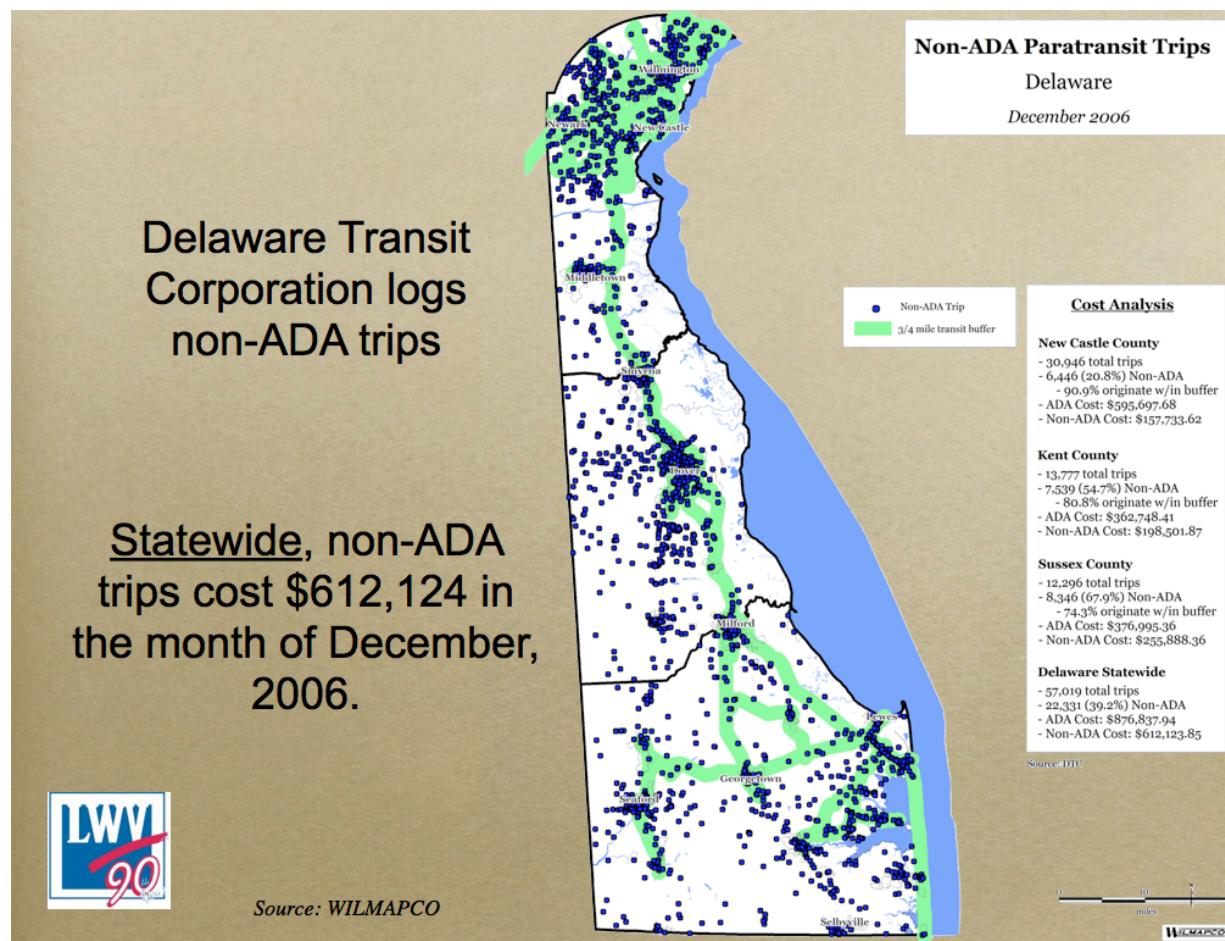 Non-ADA Paratransit Trips
Delaware
December 2006
Delaware Transit
Corporation logs
non-ADA trips
Statewide, non-ADA
trips cost $612,124 in
the month of December,
2006.
Wilmington
Newark
New Castle
Middletown
Smyrna
Dover
Milford
Lewes
Georgetown
Seaford
Selbyville
Non-ADA Trip
3/4 mile transit buffer
Cost Analysis
New Castle County
- 30,946 total trips
- 6,446 (20.8%) Non-ADA
- 90.9% originate w/in buffer
- ADA Cost: $595,697.68
- Non-ADA Cost: $157,733.62
Kent County
- 13,777 total trips
- 7,539 (54.7%) Non-ADA
- 80.8% originate w/in buffer
- ADA Cost: $362,748.41
- Non-ADA Cost: $198,501.87
Sussex County
- 12,296 total trips
- 8,346 (67.9%) Non-ADA
- 74.3% originate w/in buffer
- ADA Cost: $376,995.36
- Non-ADA Cost: $255,888.36
Delaware Statewide
- 57,019 total trips
- 22,331 (39.2%) Non-ADA
- ADA Cost: $876,837.94
- Non-ADA Cost: $612,123.85
Source: DTC
LWV
90
Source: WILMAPCO
0 10
miles
WILMAPCO